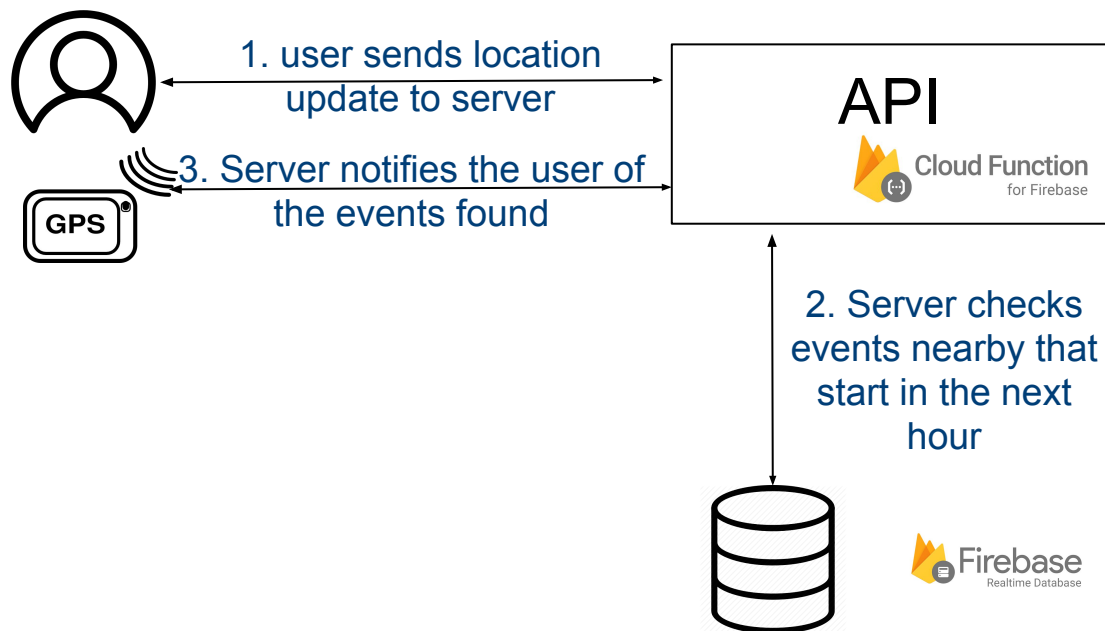 1. user sends location
update to server
API
Cloud Function
for Firebase
3. Server notifies the user of
the events found
GPS
2. Server checks
events nearby that
start in the next
hour
Firebase
Realtime Database